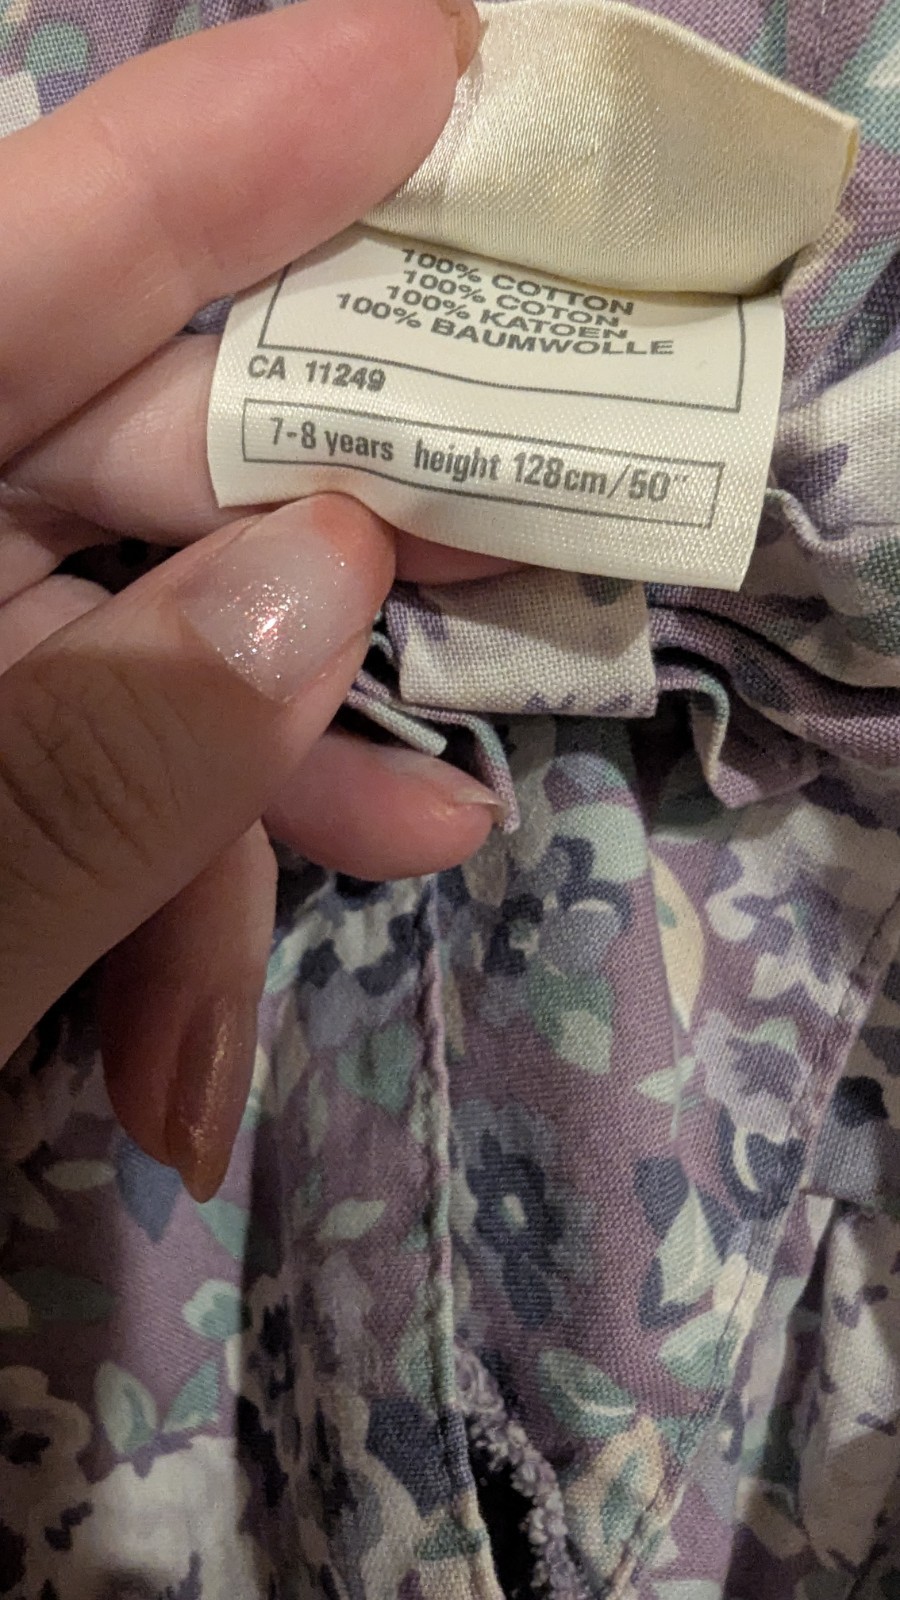 100% COTTON
100% COTON
100% KATOEN
100% BAUMWOLLE
CA 11249
7-8 years height 128cm/50"